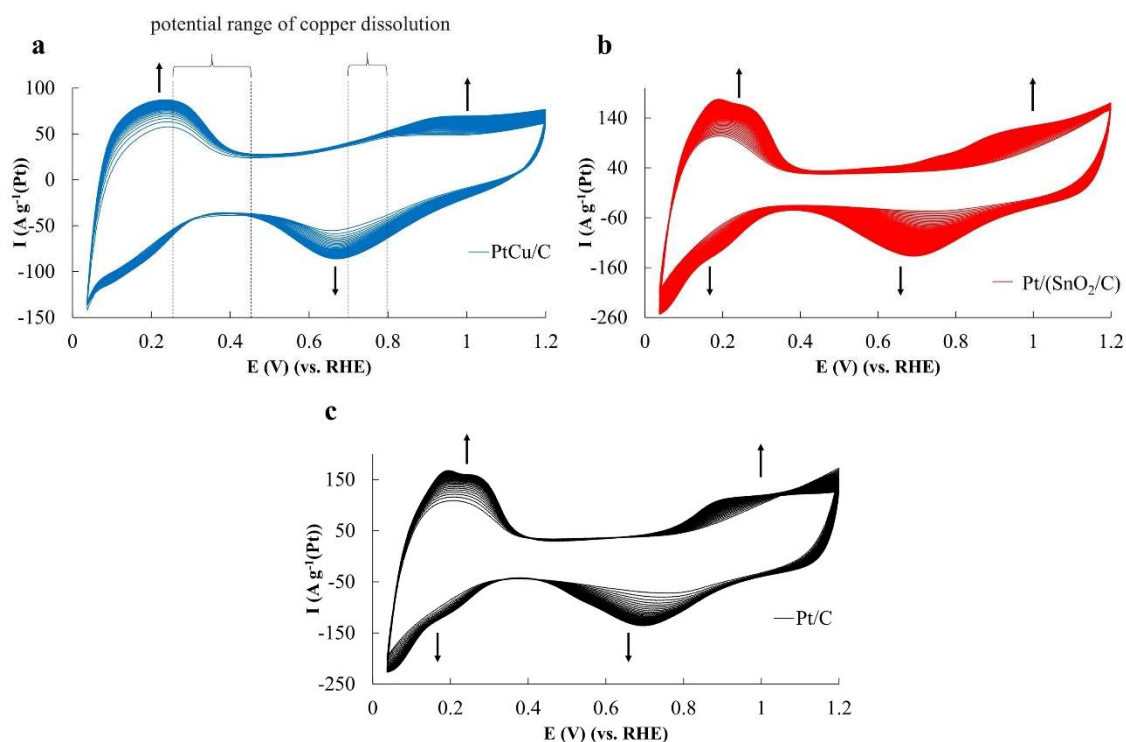 potential range of copper dissolution
a
100
50
0
-50
-100
-150
I (A g⁻¹(Pt))
PtCu/C
0 0.2 0.4 0.6 0.8 1 1.2
E (V) (vs. RHE)
b
140
40
-60
-160
-260
I (A g⁻¹(Pt))
Pt/(SnO₂/C)
0 0.2 0.4 0.6 0.8 1 1.2
E (V) (vs. RHE)
c
150
50
-50
-150
-250
I (A g⁻¹(Pt))
Pt/C
0 0.2 0.4 0.6 0.8 1 1.2
E (V) (vs. RHE)